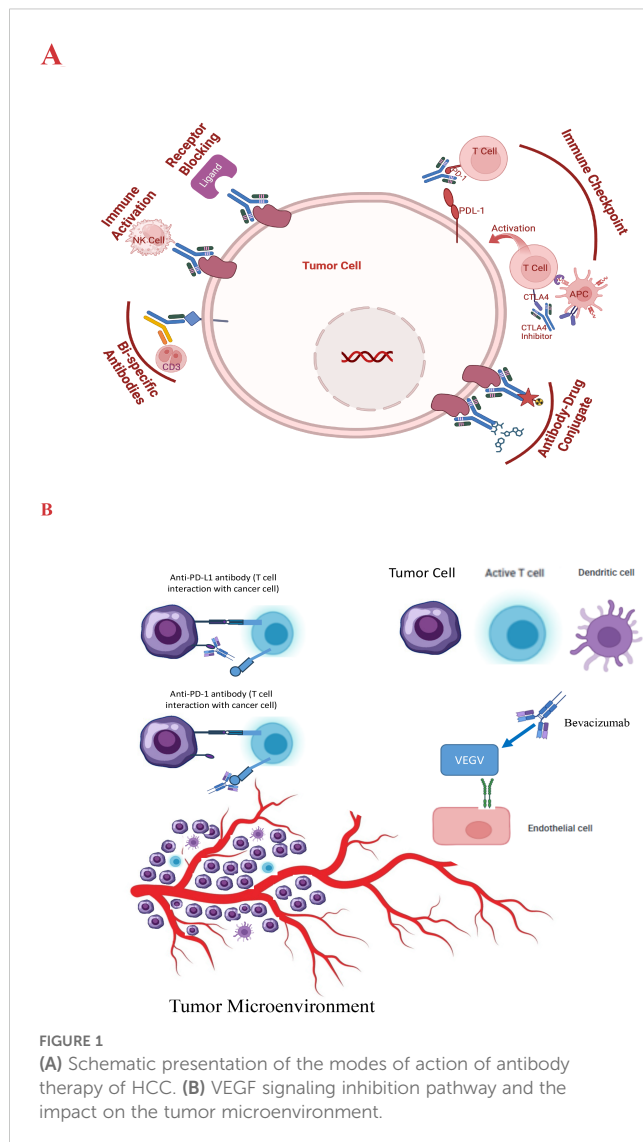 A
Receptor
Blocking
Ligand
Immune
Activation
NK Cell
Bi-specific
Antibodies
CD3
Tumor Cell
T Cell
PD-1
PDL-1
Immune Checkpoint
Activation
T Cell
APC
CTLA4
CTLA4
Inhibitor
Antibody-Drug
Conjugate
B
Anti-PD-L1 antibody (T cell
interaction with cancer cell)
Anti-PD-1 antibody (T cell
interaction with cancer cell)
Tumor Cell
Active T cell
Dendritic cell
Bevacizumab
VEGV
Endothelial cell
Tumor Microenvironment
FIGURE 1
(A) Schematic presentation of the modes of action of antibody
therapy of HCC. (B) VEGF signaling inhibition pathway and the
impact on the tumor microenvironment.